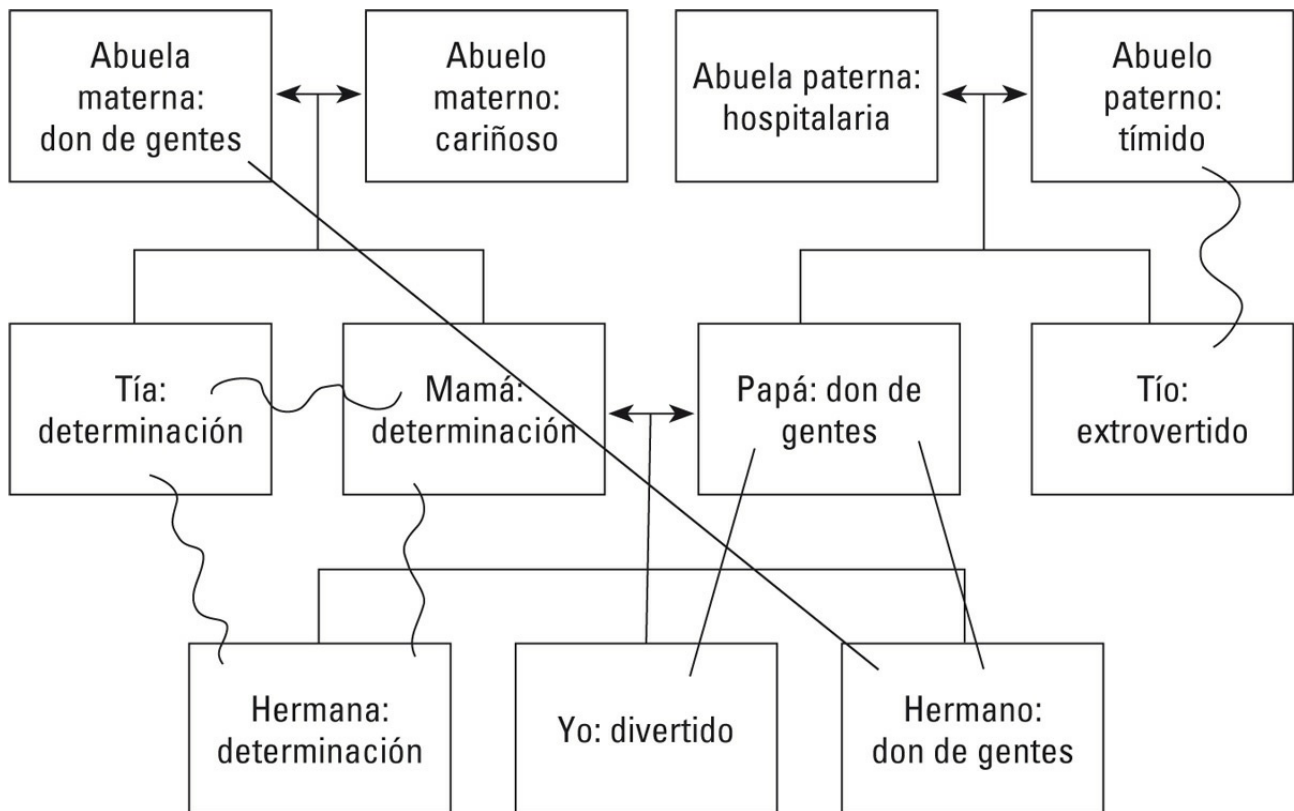 Abuela
materna:
don de gentes
Abuelo
materno:
cariñoso
Abuela paterna:
hospitalaria
Abuelo
paterno:
tímido
Tía:
determinación
Mamá:
determinación
Papá: don de
gentes
Tío:
extrovertido
Hermana:
determinación
Yo: divertido
Hermano:
don de gentes